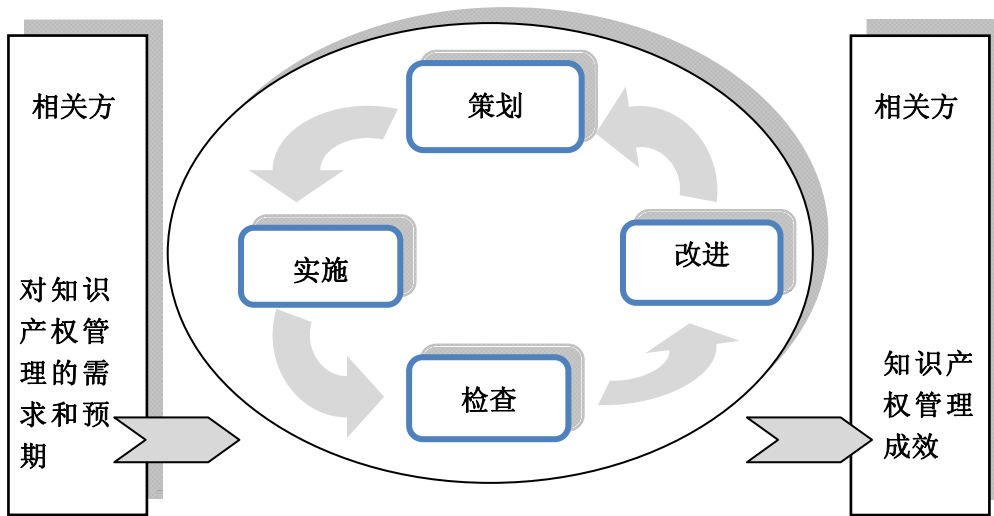 相关方
对知识
产权管
理的需
求和预
期
策划
实施
改进
检查
相关方
知识产
权管理
成效